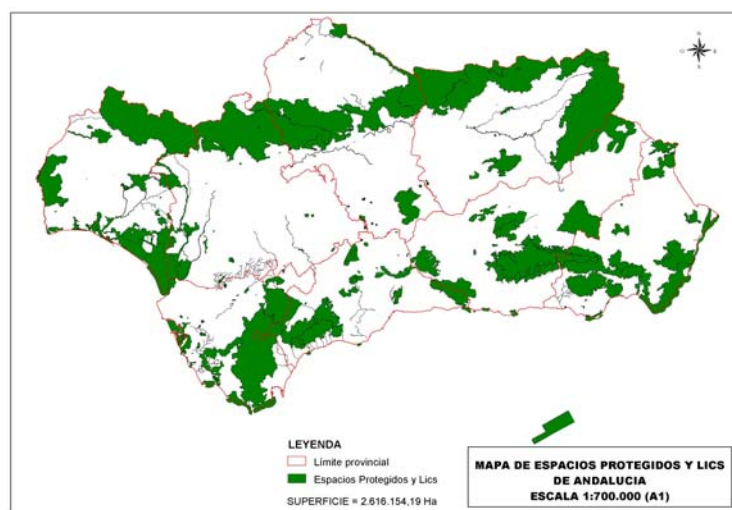 N
O
E
S
LEYENDA
Límite provincial
Espacios Protegidos y Lics
SUPERFICIE = 2.616.154,19 Ha
MAPA DE ESPACIOS PROTEGIDOS Y LICS
DE ANDALUCIA
ESCALA 1:700.000 (A1)